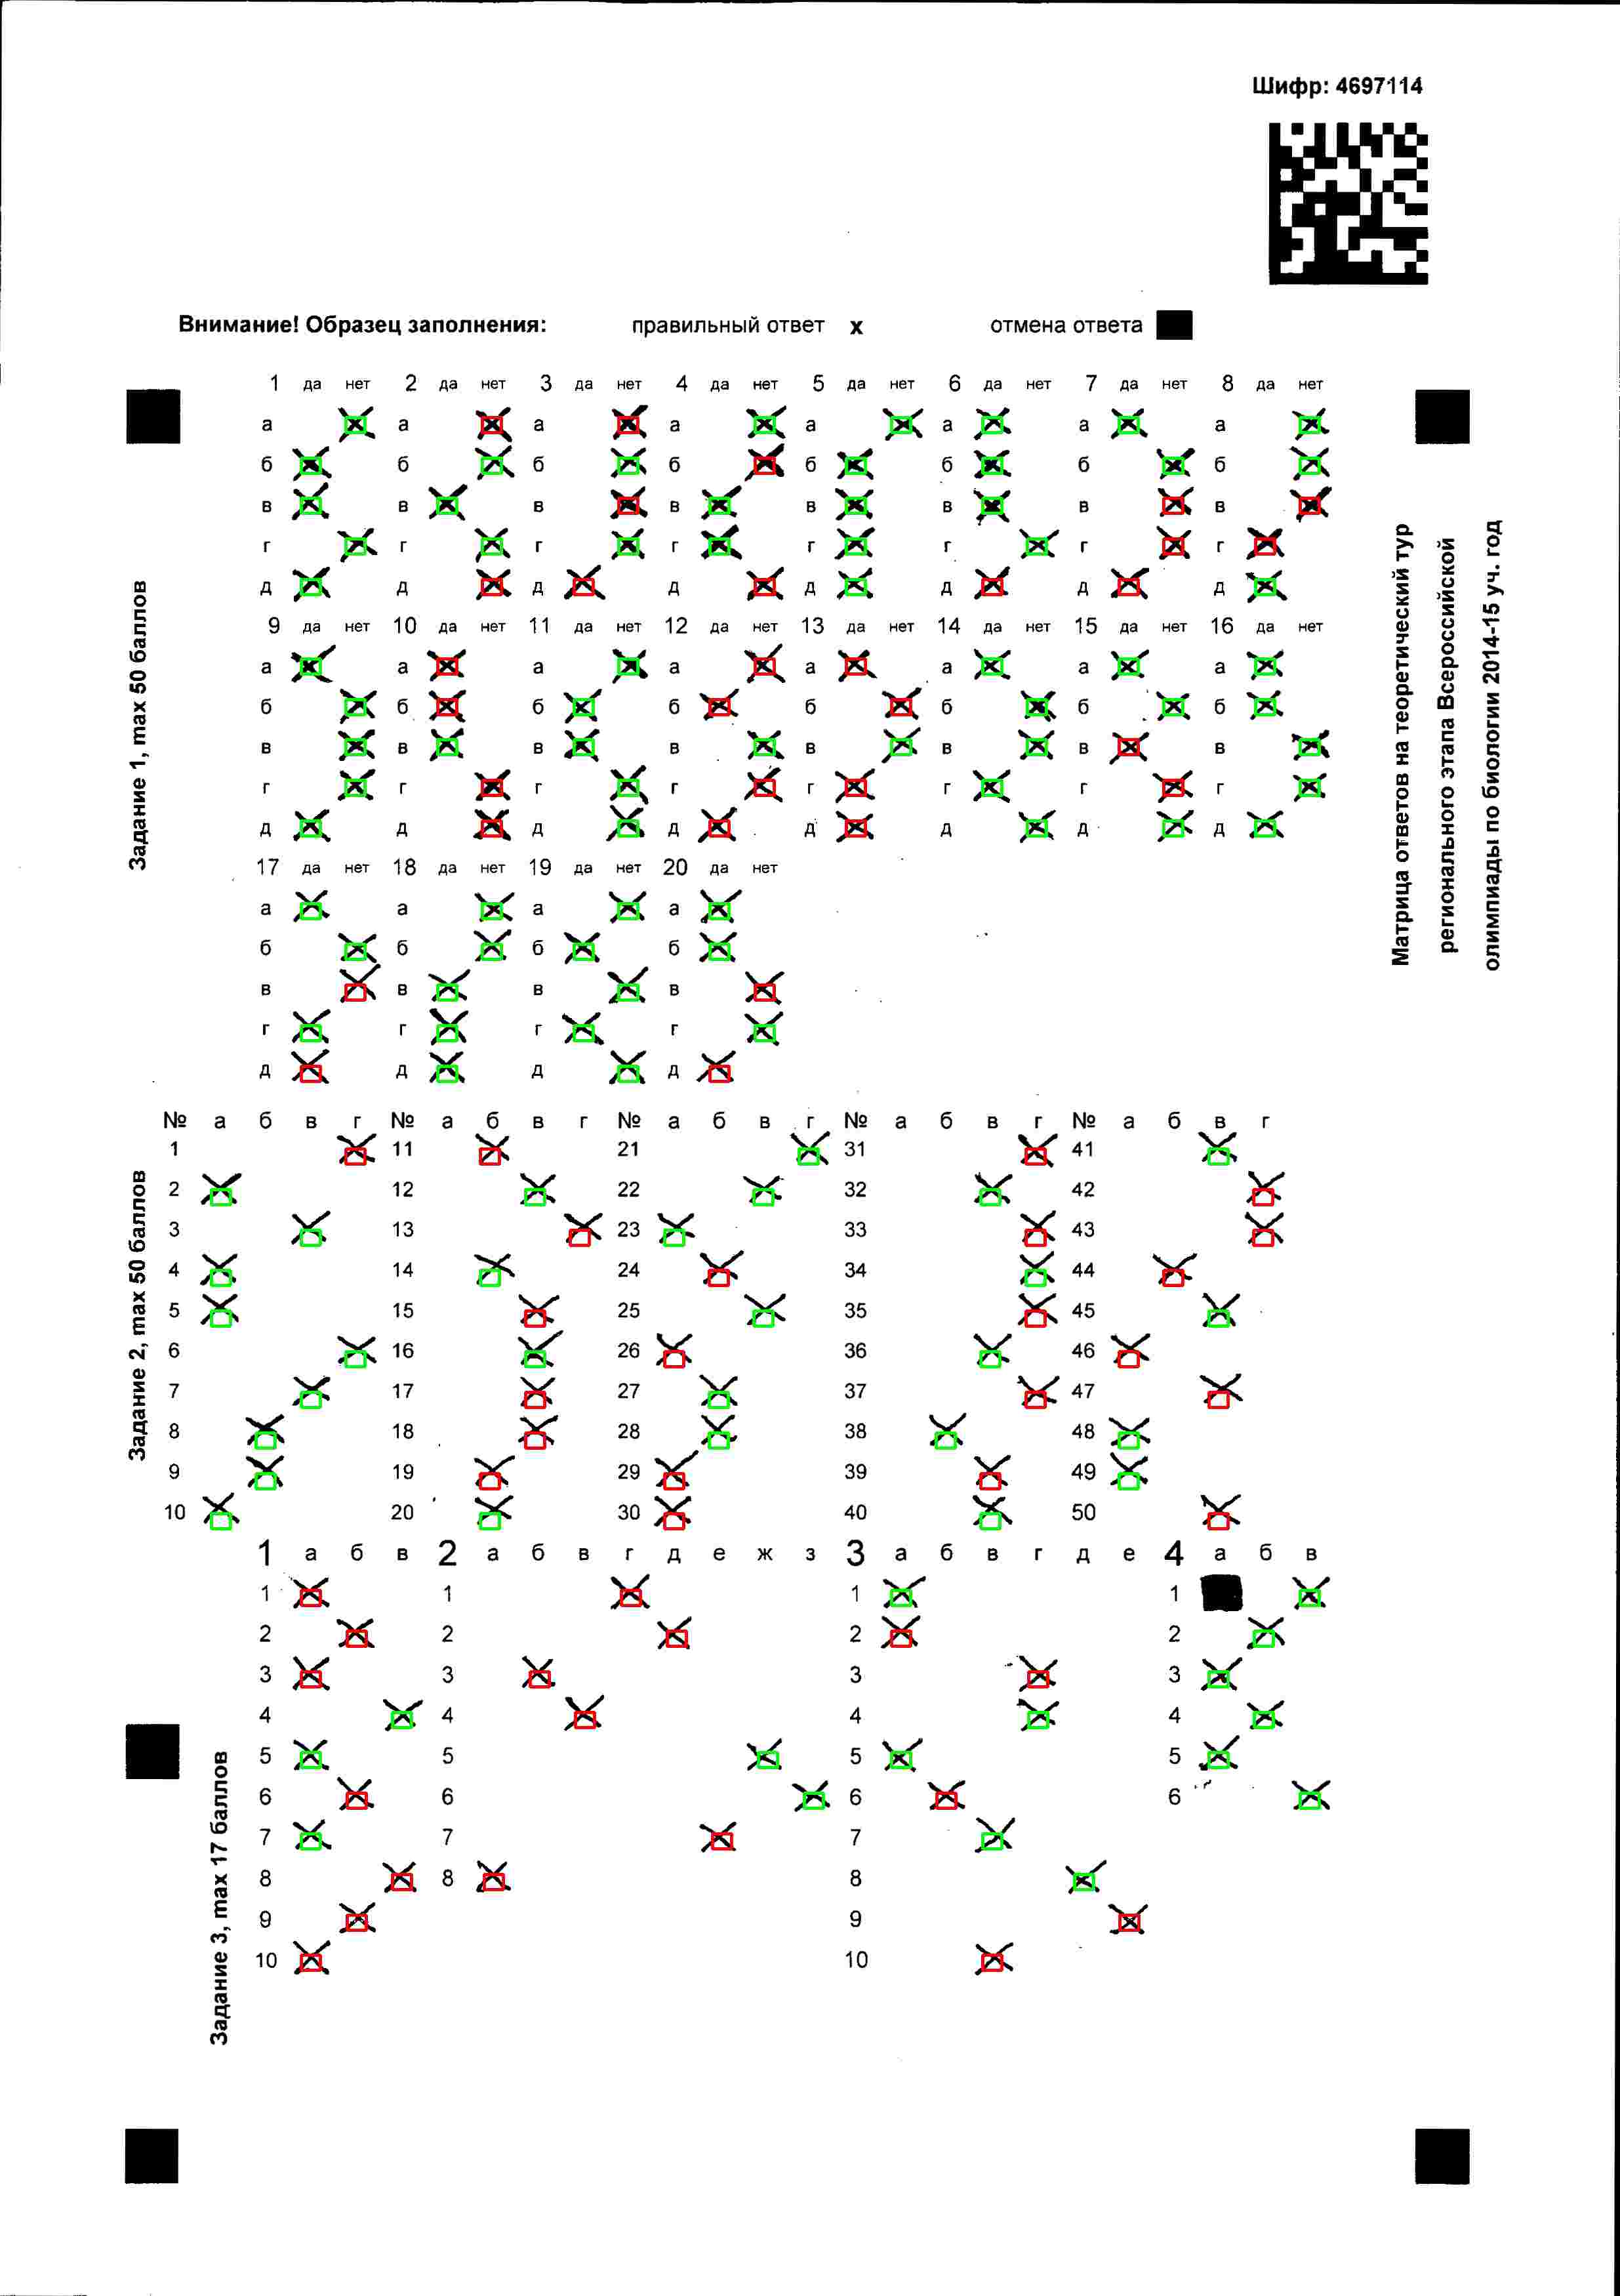 Шифр: 4697114
Внимание! Образец заполнения: правильный ответ x отмена ответа
1 да нет 2 да нет 3 да нет 4 да нет 5 да нет 6 да нет 7 да нет 8 да нет
а а а а а а а а
б б б б б б б б
в в в в в в в в
г г г г г г г г
д д д д д д д д
9 да нет 10 да нет 11 да нет 12 да нет 13 да нет 14 да нет 15 да нет 16 да нет
а а а а а а а а
б б б б б б б б
в в в в в в в в
г г г г г г г г
д д д д д д д д
17 да нет 18 да нет 19 да нет 20 да нет
а а а а
б б б б
в в в в
г г г г
д д д д
Задание 1, max 50 баллов
Матрица ответов на теоретический тур
регионального этапа Всероссийской
олимпиады по биологии 2014-15 уч. год
№ а б в г № а б в г № а б в г № а б в г № а б в г
1 11 21 31 41
2 12 22 32 42
3 13 23 33 43
4 14 24 34 44
5 15 25 35 45
6 16 26 36 46
7 17 27 37 47
8 18 28 38 48
9 19 29 39 49
10 20 30 40 50
Задание 2, max 50 баллов
1 а б в 2 а б в г д е ж з 3 а б в г д е 4 а б в
1 1 1 1
2 2 2 2
3 3 3 3
4 4 4 4
5 5 5 5
6 6 6 6
7 7 7
8 8 8
9 9
10 10
Задание 3, max 17 баллов